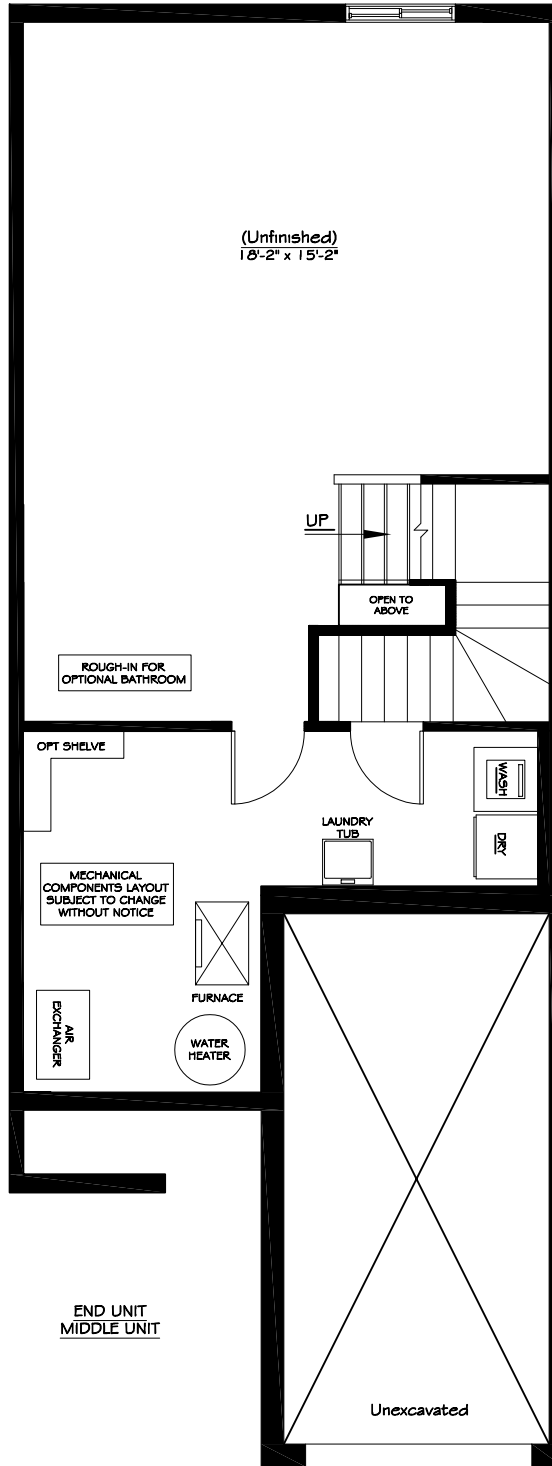 (Unfinished)
18'-2" x 15'-2"
UP
OPEN TO
ABOVE
ROUGH-IN FOR
OPTIONAL BATHROOM
OPT SHELVE
WASH
DRY
LAUNDRY
TUB
MECHANICAL
COMPONENTS LAYOUT
SUBJECT TO CHANGE
WITHOUT NOTICE
FURNACE
AIR
EXCHANGER
WATER
HEATER
END UNIT
MIDDLE UNIT
Unexcavated